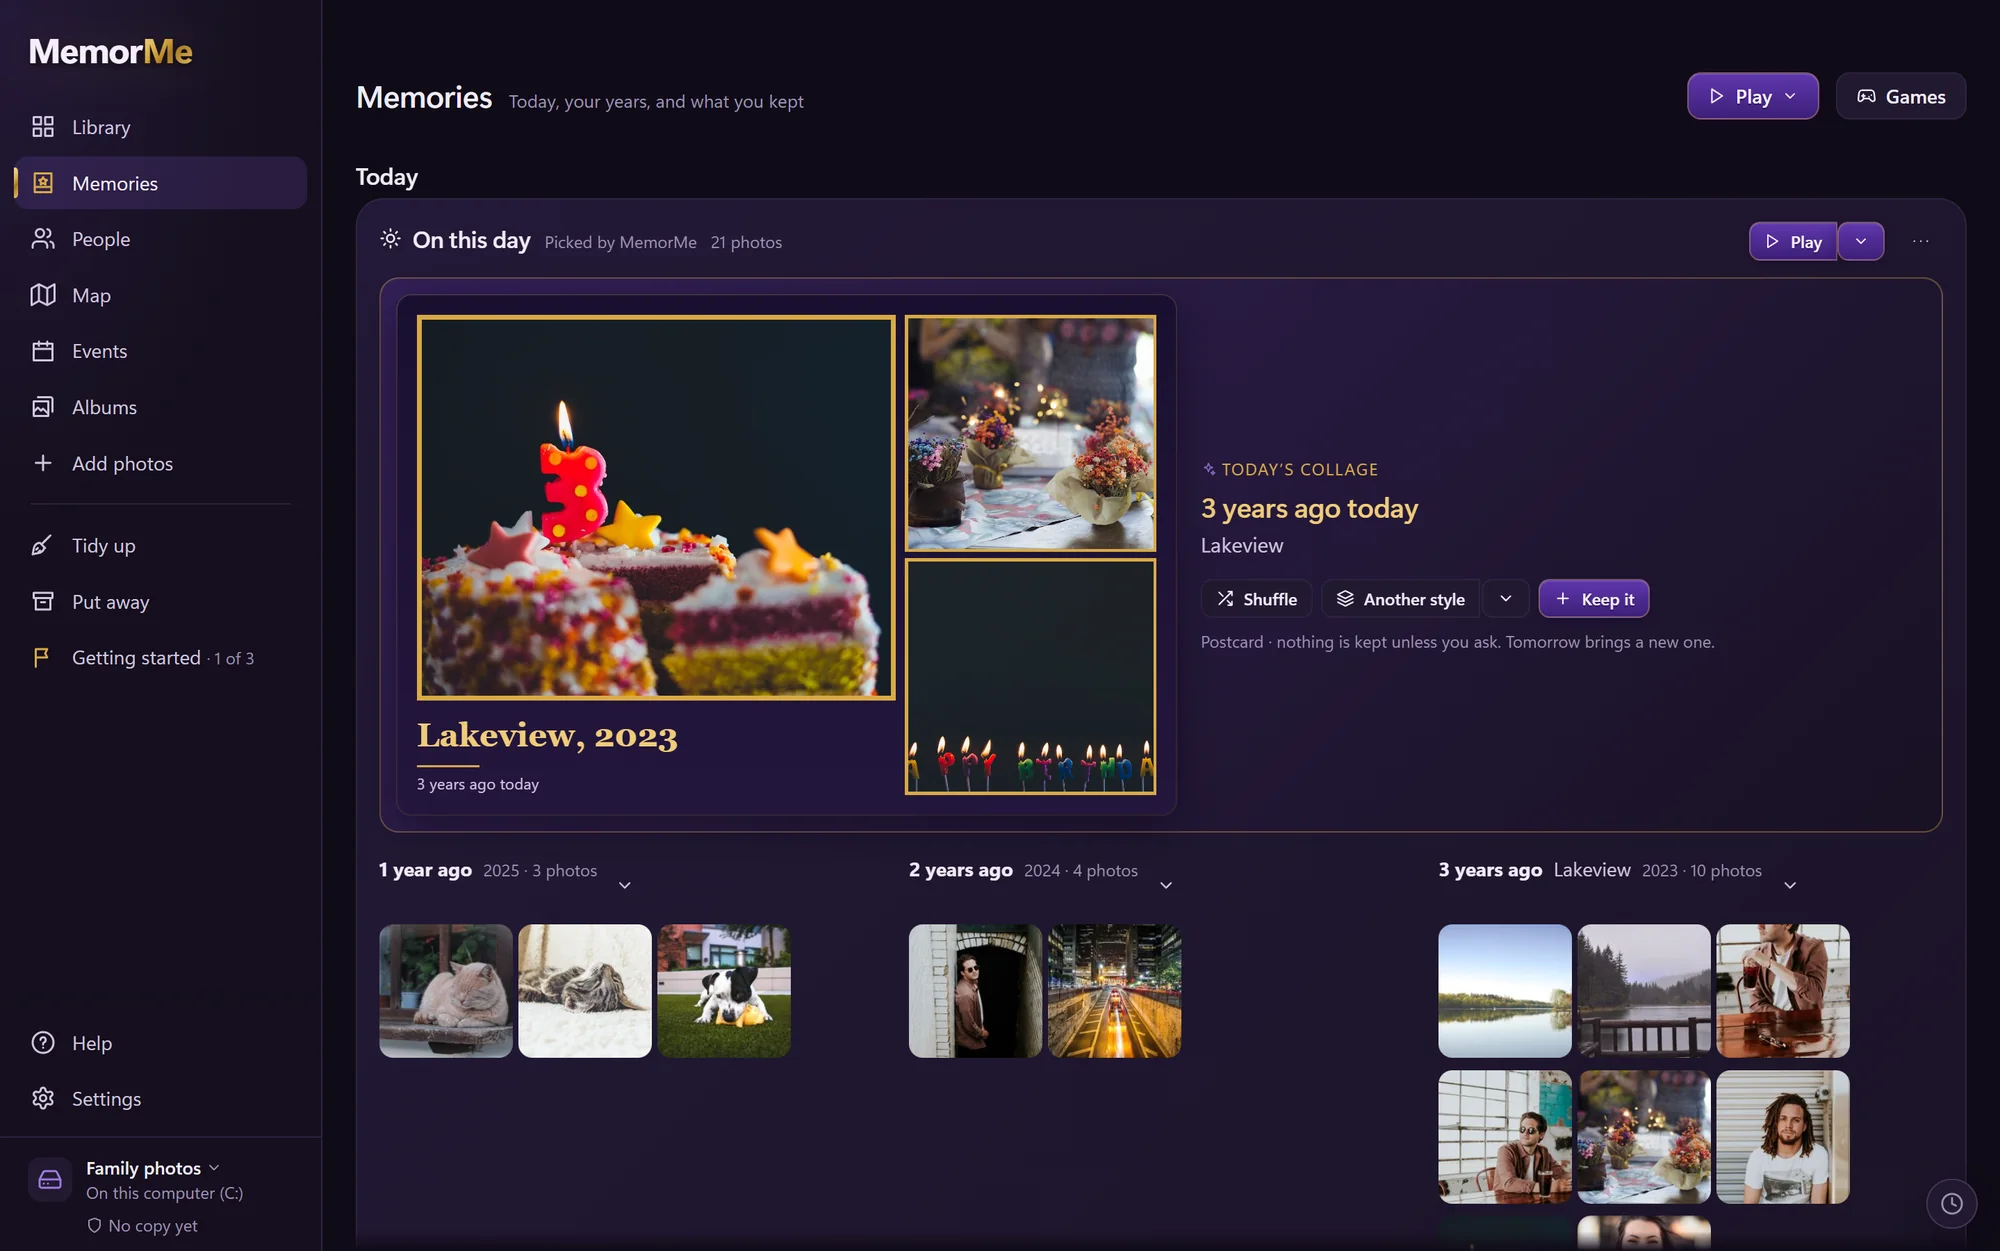 MemorMe
Library
Memories
People
Map
Events
Albums
Add photos
Tidy up
Put away
Getting started · 1 of 3
Help
Settings
Family photos
On this computer (C:)
No copy yet
Memories Today, your years, and what you kept
Play
Games
Today
On this day Picked by MemorMe 21 photos
Play
...
3
A PPY BIRTHDA
Lakeview, 2023
3 years ago today
TODAY'S COLLAGE
3 years ago today
Lakeview
Shuffle
Another style
Keep it
Postcard · nothing is kept unless you ask. Tomorrow brings a new one.
1 year ago 2025 · 3 photos
2 years ago 2024 · 4 photos
3 years ago Lakeview 2023 · 10 photos